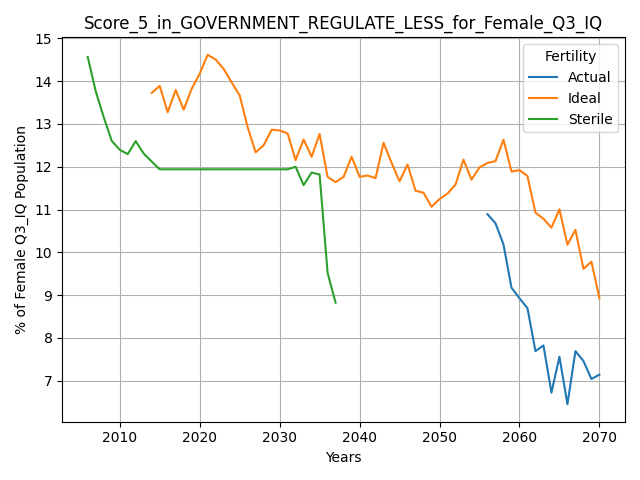 Score_5_in_GOVERNMENT_REGULATE_LESS_for_Female_Q3_IQ
Fertility
Actual
Ideal
Sterile
% of Female Q3_IQ Population
15
14
13
12
11
10
9
8
7
2010 2020 2030 2040 2050 2060 2070
Years